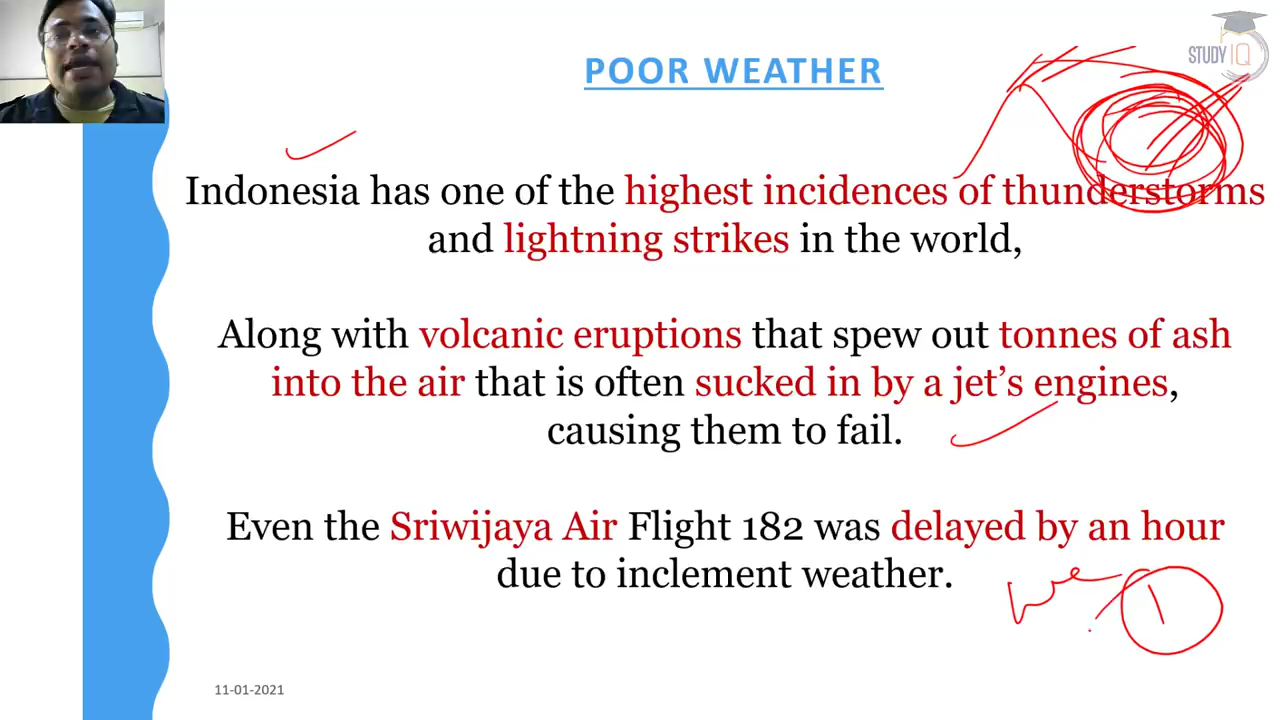 STUDY IQ
POOR WEATHER
Indonesia has one of the highest incidences of thunderstorms
and lightning strikes in the world,
Along with volcanic eruptions that spew out tonnes of ash
into the air that is often sucked in by a jet’s engines,
causing them to fail.
Even the Sriwijaya Air Flight 182 was delayed by an hour
due to inclement weather.
11-01-2021